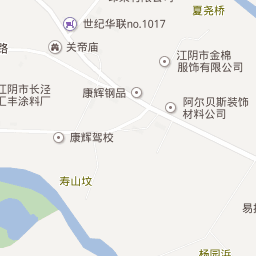 夏尧桥
世纪华联no.1017
路
关帝庙
江阴市金棉
服饰有限公司
江阴市长泾
汇丰涂料厂
康辉钢品
阿尔贝斯装饰
材料公司
康辉驾校
寿山坟
易
杨园浜